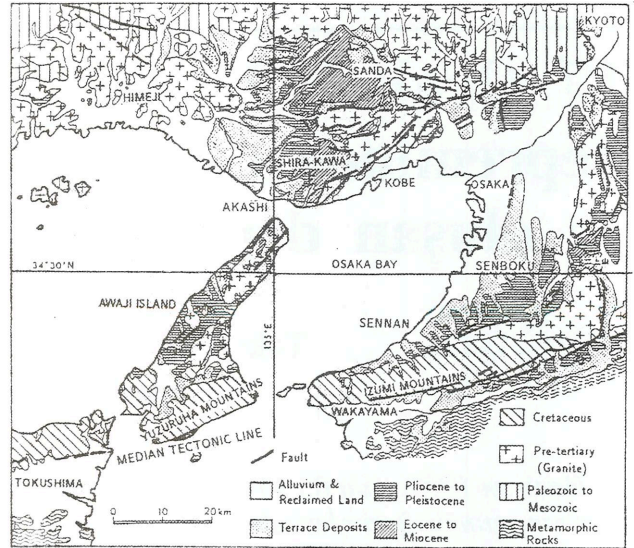 KYOTO
SANDA
HIMEJI
SHIRA-KAWA
KOBE
OSAKA
AKASHI
34°30'N
OSAKA BAY
SENBOKU
AWAJI ISLAND
135°E
SENNAN
IZUMI MOUNTAINS
YUZURUHA MOUNTAINS
WAKAYAMA
MEDIAN TECTONIC LINE
TOKUSHIMA
Cretaceous
Fault
Pre-tertiary
(Granite)
Alluvium &
Reclaimed Land
Pliocene to
Pleistocene
Paleozoic to
Mesozoic
0 10 20 km
Terrace Deposits
Eocene to
Miocene
Metamorphic
Rocks